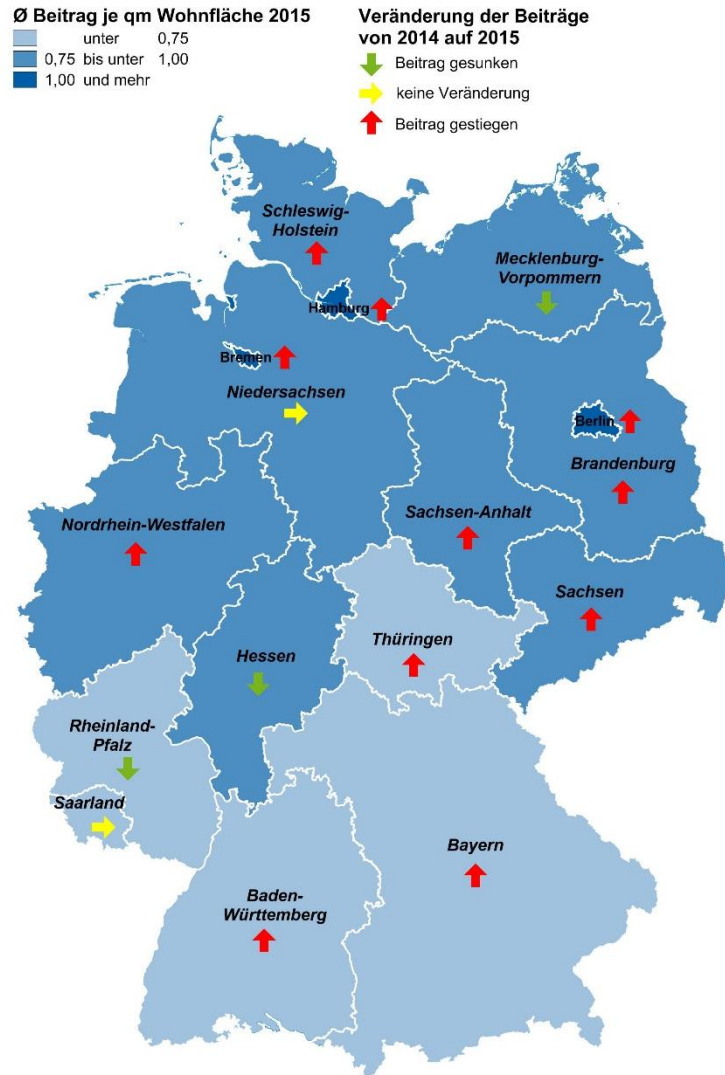 Ø Beitrag je qm Wohnfläche 2015
unter 0,75
0,75 bis unter 1,00
1,00 und mehr
Veränderung der Beiträge
von 2014 auf 2015
Beitrag gesunken
keine Veränderung
Beitrag gestiegen
Schleswig-
Holstein
Mecklenburg-
Vorpommern
Hamburg
Bremen
Niedersachsen
Berlin
Brandenburg
Nordrhein-Westfalen
Sachsen-Anhalt
Sachsen
Thüringen
Hessen
Rheinland-
Pfalz
Saarland
Bayern
Baden-
Württemberg